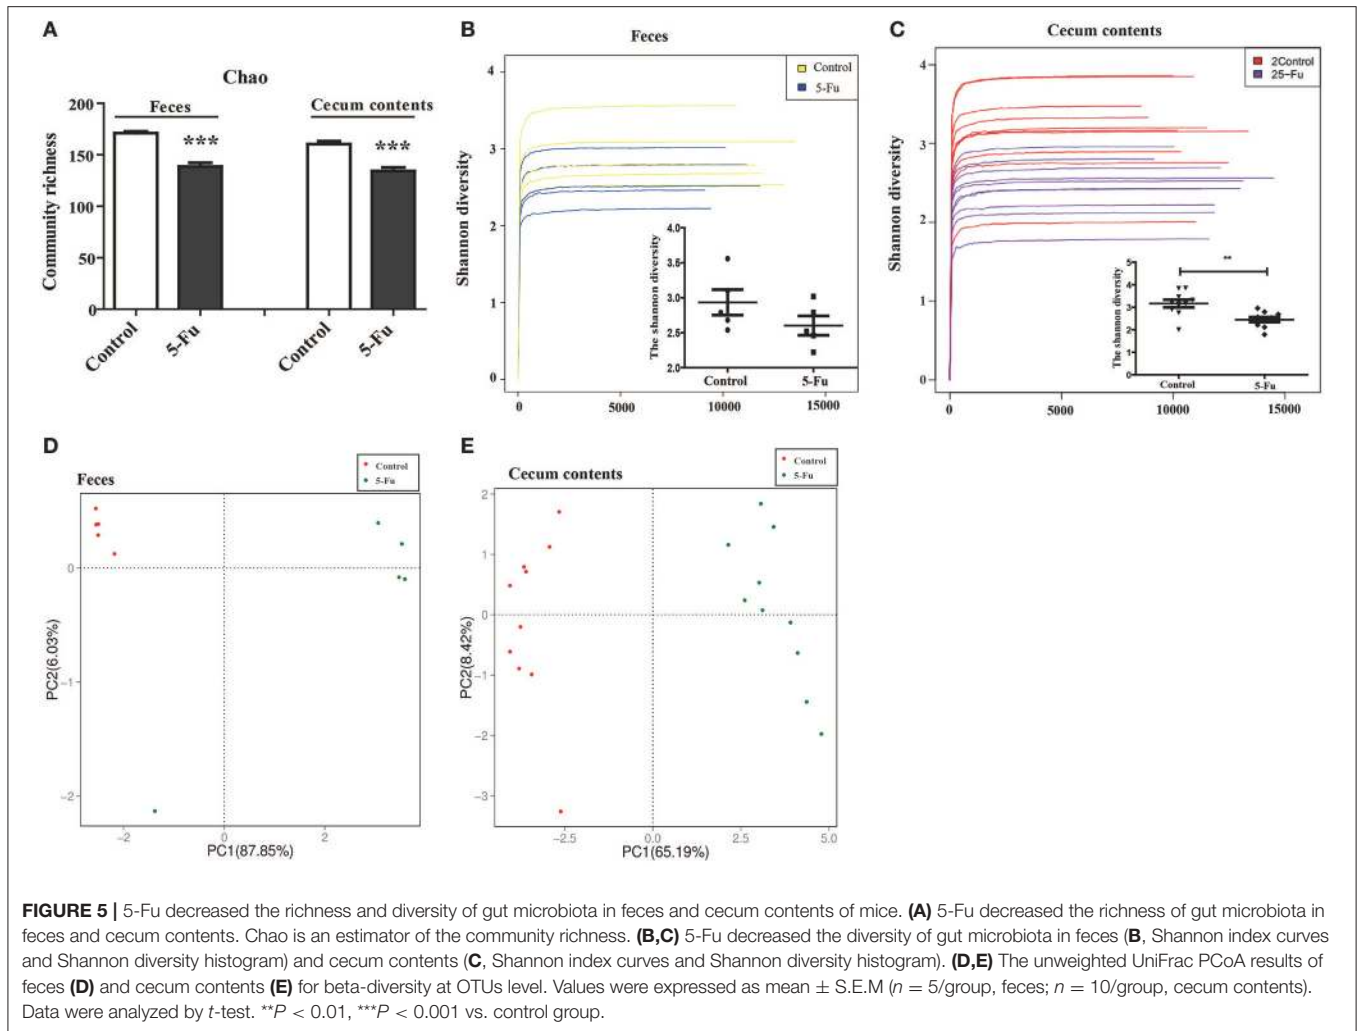 A
Chao
Feces
Cecum contents
***
***
Community richness
200
150
100
50
0
Control
5-Fu
Control
5-Fu
B
Feces
Control
5-Fu
Shannon diversity
4
3
2
1
0
0
5000
10000
15000
The shannon diversity
4.0
3.5
3.0
2.5
2.0
Control
5-Fu
C
Cecum contents
2Control
25-Fu
Shannon diversity
4
3
2
1
0
0
5000
10000
15000
The shannon diversity
5
4
3
2
1
0
**
Control
5-Fu
D
Feces
Control
5-Fu
PC2(6.03%)
0
-1
-2
-2
0
2
PC1(87.85%)
E
Cecum contents
Control
5-Fu
PC2(8.42%)
2
1
0
-1
-2
-3
-2.5
0.0
2.5
5.0
PC1(65.19%)
FIGURE 5 | 5-Fu decreased the richness and diversity of gut microbiota in feces and cecum contents of mice. (A) 5-Fu decreased the richness of gut microbiota in
feces and cecum contents. Chao is an estimator of the community richness. (B,C) 5-Fu decreased the diversity of gut microbiota in feces (B, Shannon index curves
and Shannon diversity histogram) and cecum contents (C, Shannon index curves and Shannon diversity histogram). (D,E) The unweighted UniFrac PCoA results of
feces (D) and cecum contents (E) for beta-diversity at OTUs level. Values were expressed as mean ± S.E.M (n = 5/group, feces; n = 10/group, cecum contents).
Data were analyzed by t-test. **P < 0.01, ***P < 0.001 vs. control group.